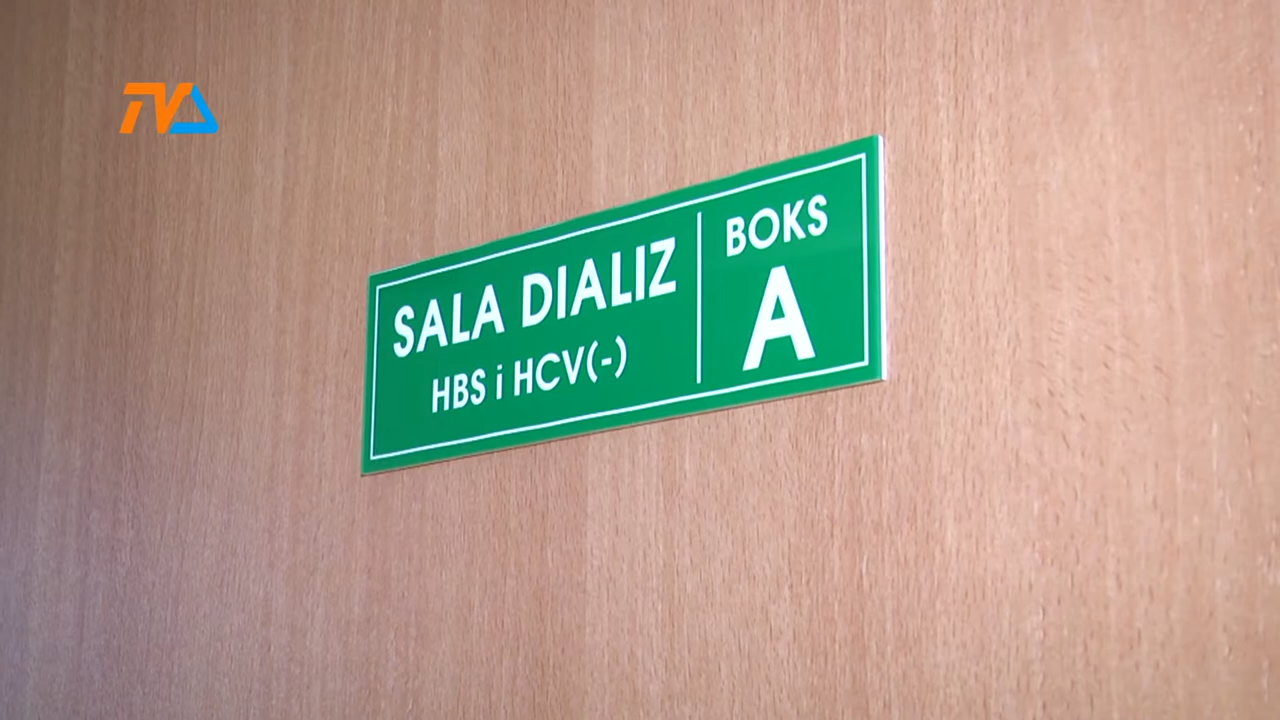 TVA
SALA DIALIZ
HBS i HCV(-)
BOKS
A